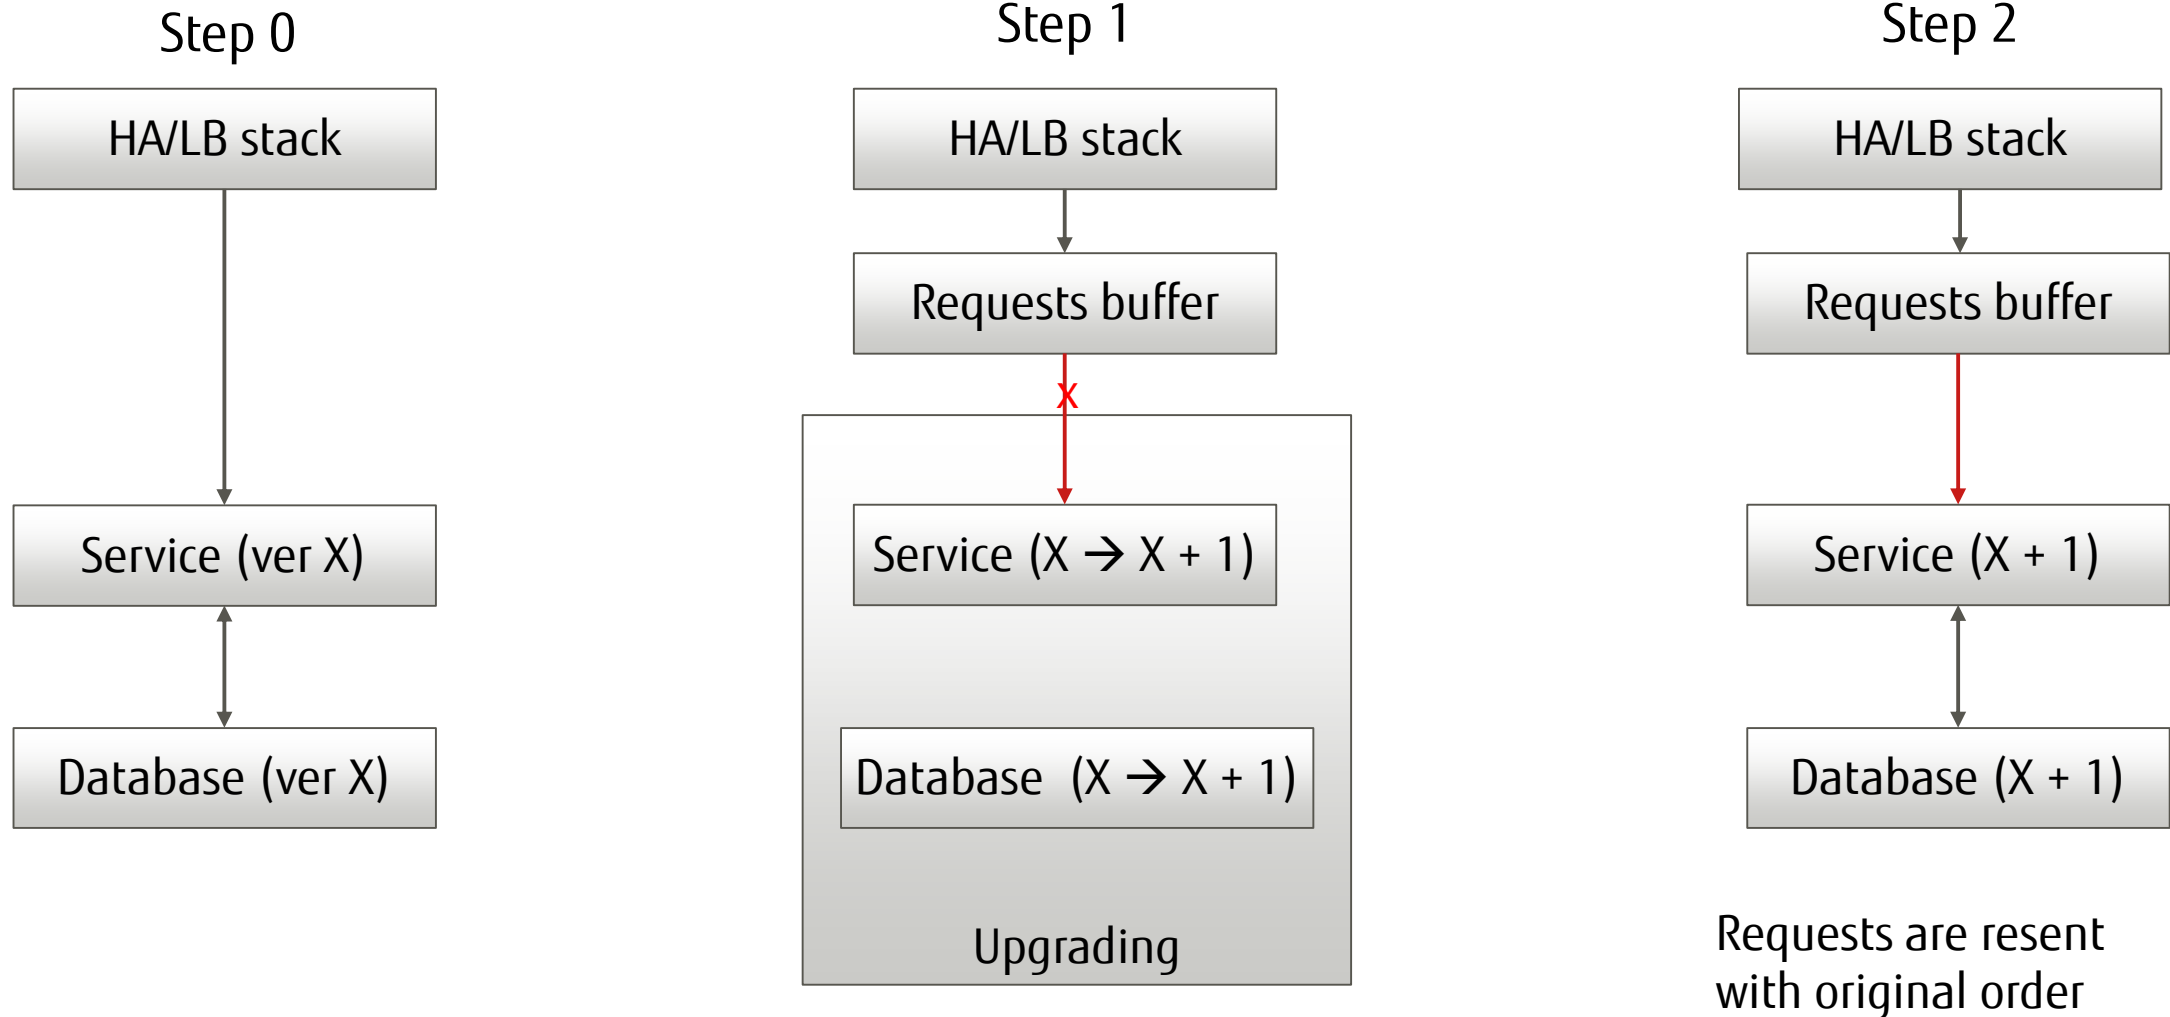 Step 0
HA/LB stack
Service (ver X)
Database (ver X)
Step 1
HA/LB stack
Requests buffer
X
Service (X → X + 1)
Database (X → X + 1)
Upgrading
Step 2
HA/LB stack
Requests buffer
Service (X + 1)
Database (X + 1)
Requests are resent
with original order